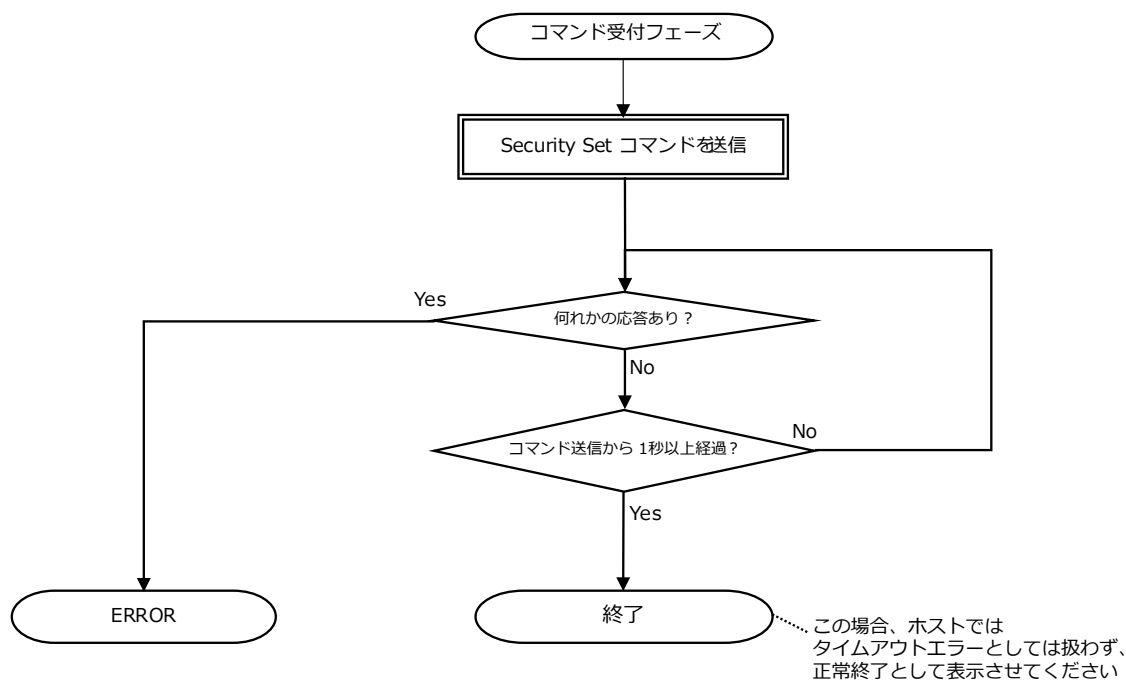 コマンド受付フェーズ
Security Set コマンドを送信
Yes
何れかの応答あり？
No
コマンド送信から 1秒以上経過？
No
Yes
ERROR
終了
この場合、ホストでは
タイムアウトエラーとしては扱わず、
正常終了として表示させてください